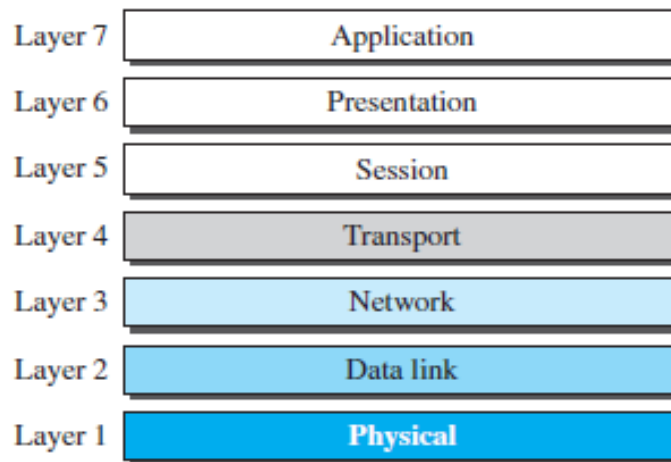 Layer 7 Application
Layer 6 Presentation
Layer 5 Session
Layer 4 Transport
Layer 3 Network
Layer 2 Data link
Layer 1 Physical